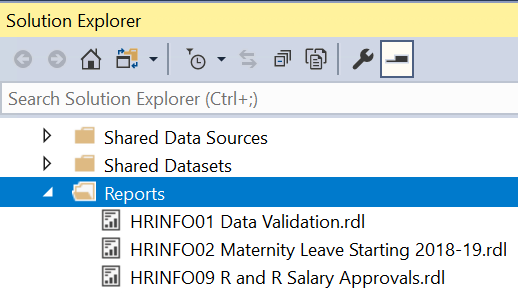 Solution Explorer
Search Solution Explorer (Ctrl+;)
Shared Data Sources
Shared Datasets
Reports
HRINFO01 Data Validation.rdl
HRINFO02 Maternity Leave Starting 2018-19.rdl
HRINFO09 R and R Salary Approvals.rdl